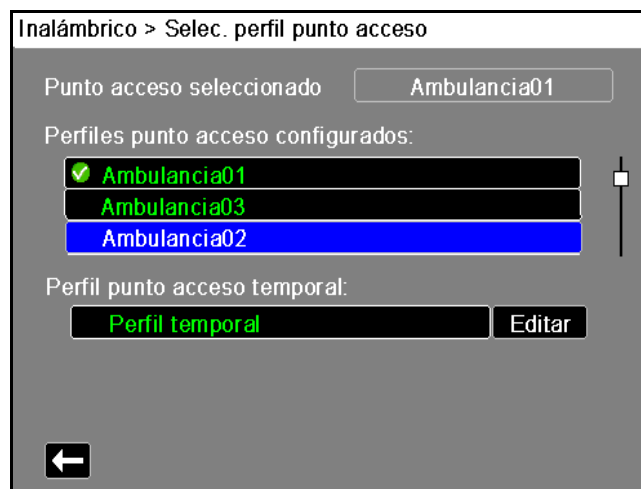 Inalámbrico > Selec. perfil punto acceso
Punto acceso seleccionado Ambulancia01
Perfiles punto acceso configurados:
Ambulancia01
Ambulancia03
Ambulancia02
Perfil punto acceso temporal:
Perfil temporal Editar